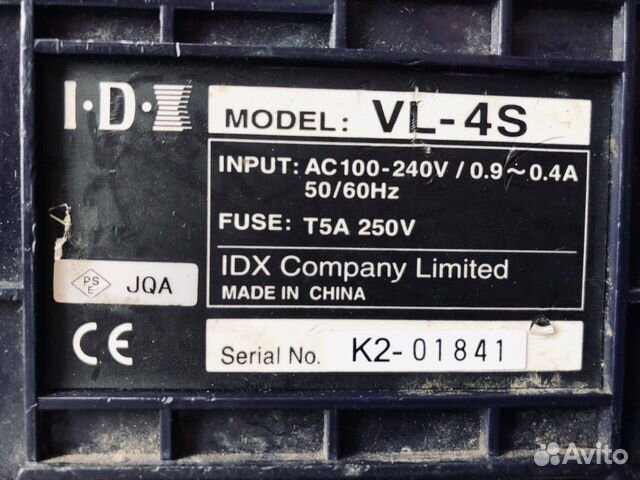 I·D·X
MODEL: VL-4S
INPUT: AC100-240V / 0.9~0.4A
50/60Hz
FUSE: T5A 250V
IDX Company Limited
MADE IN CHINA
PS
E
JQA
CE
Serial No. K2-01841
Avito